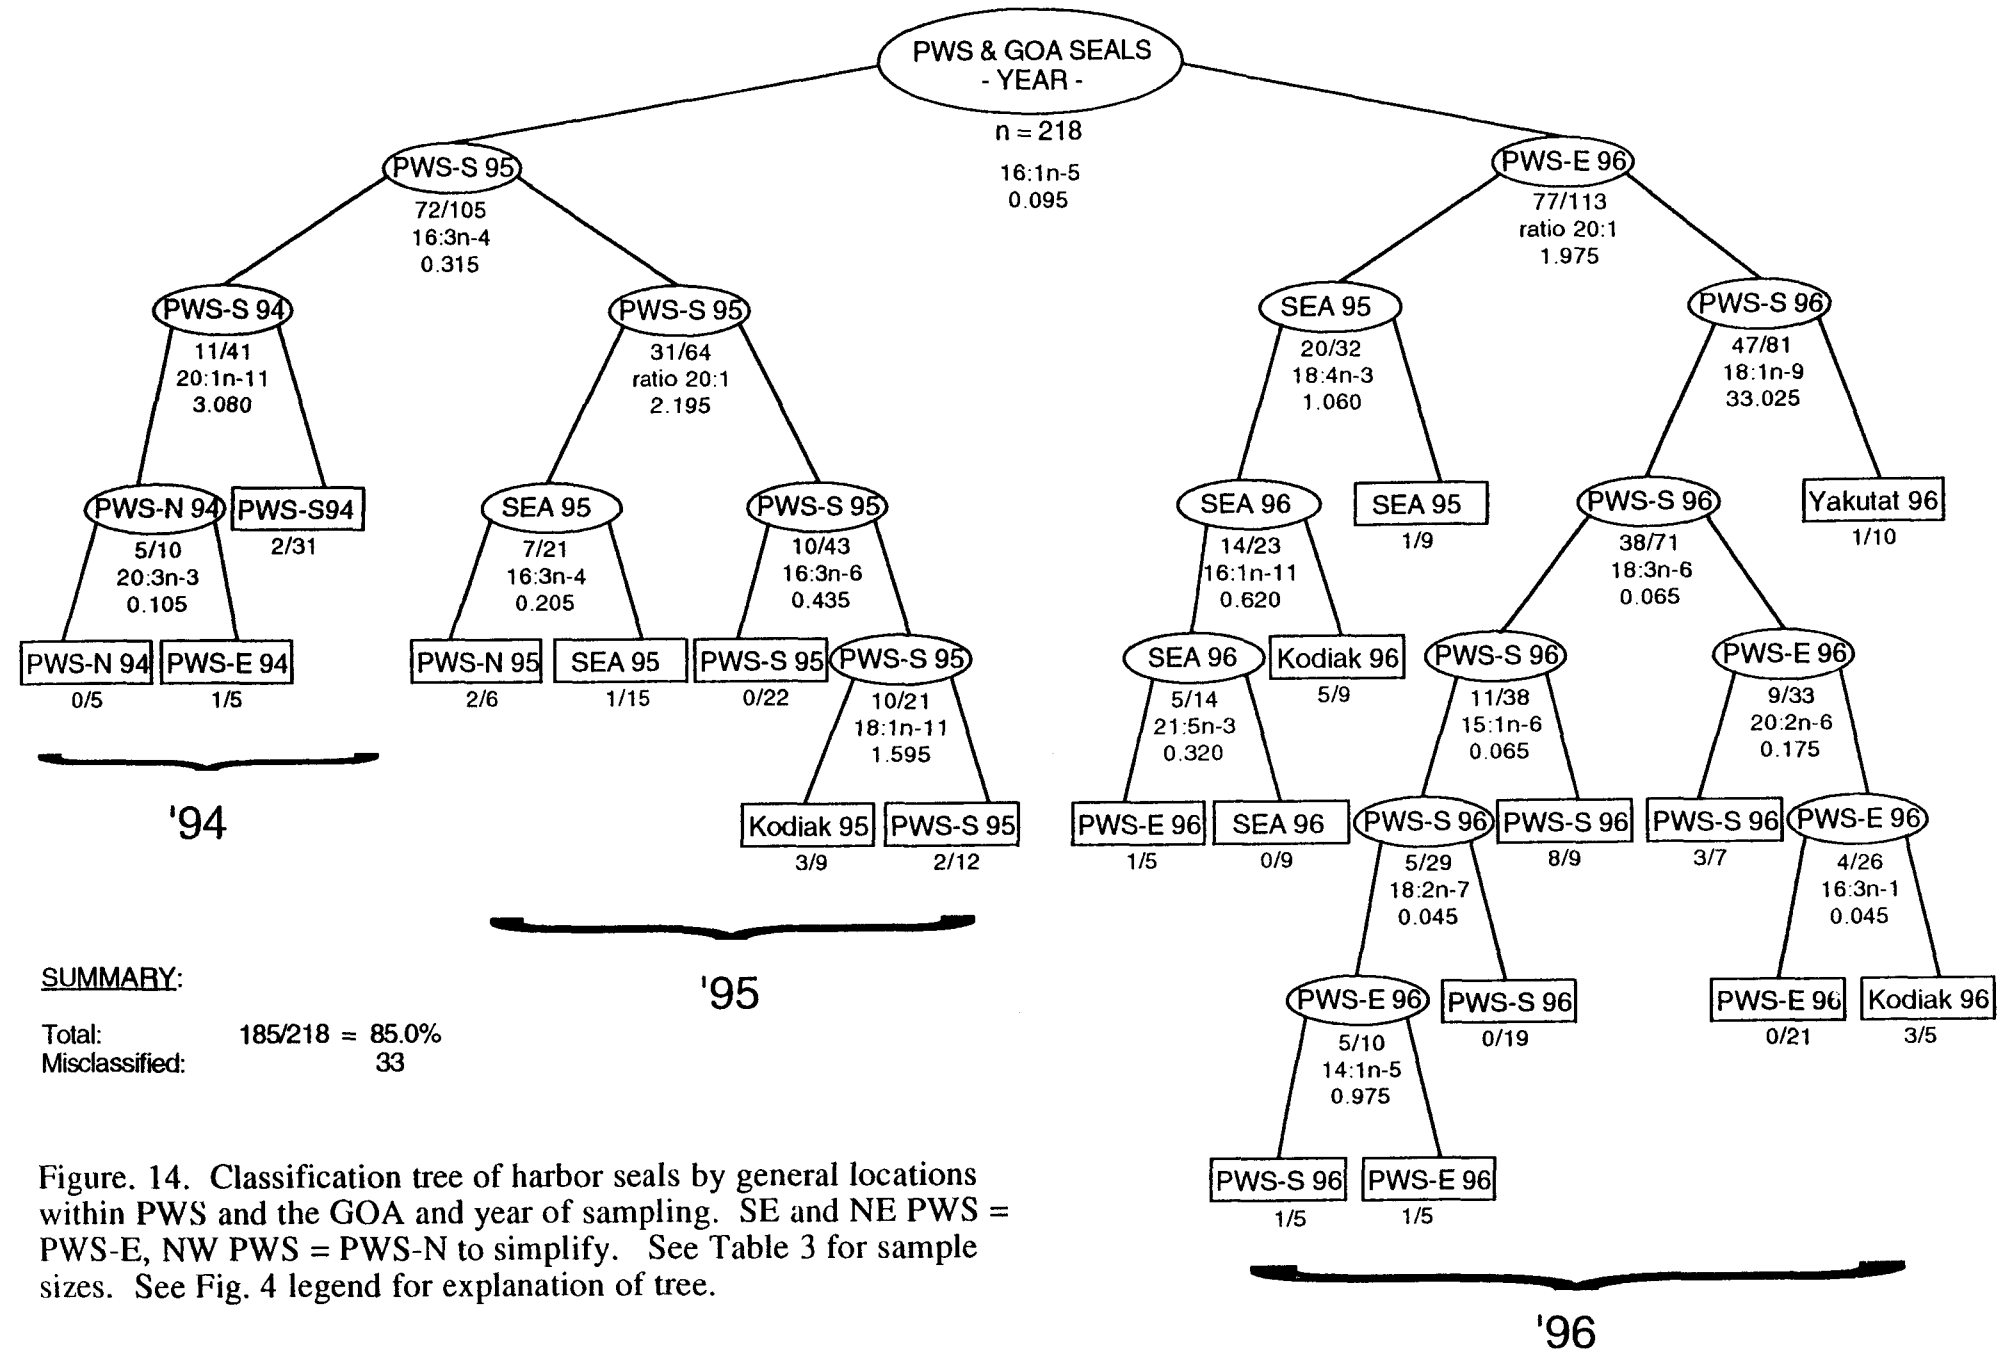 PWS & GOA SEALS
- YEAR -
n = 218
16:1n-5
0.095
PWS-S 95
72/105
16:3n-4
0.315
PWS-E 96
77/113
ratio 20:1
1.975
PWS-S 94
11/41
20:1n-11
3.080
PWS-S 95
31/64
ratio 20:1
2.195
SEA 95
20/32
18:4n-3
1.060
PWS-S 96
47/81
18:1n-9
33.025
PWS-N 94
5/10
20:3n-3
0.105
PWS-S94
2/31
SEA 95
7/21
16:3n-4
0.205
PWS-S 95
10/43
16:3n-6
0.435
SEA 96
14/23
16:1n-11
0.620
SEA 95
1/9
PWS-S 96
38/71
18:3n-6
0.065
Yakutat 96
1/10
PWS-N 94
0/5
PWS-E 94
1/5
PWS-N 95
2/6
SEA 95
1/15
PWS-S 95
0/22
PWS-S 95
10/21
18:1n-11
1.595
SEA 96
5/14
21:5n-3
0.320
Kodiak 96
5/9
PWS-S 96
11/38
15:1n-6
0.065
PWS-E 96
9/33
20:2n-6
0.175
'94
Kodiak 95
3/9
PWS-S 95
2/12
PWS-E 96
1/5
SEA 96
0/9
PWS-S 96
5/29
18:2n-7
0.045
PWS-S 96
8/9
PWS-S 96
3/7
PWS-E 96
4/26
16:3n-1
0.045
'95
PWS-E 96
5/10
14:1n-5
0.975
PWS-S 96
0/19
PWS-E 96
0/21
Kodiak 96
3/5
PWS-S 96
1/5
PWS-E 96
1/5
'96
SUMMARY:
Total: 185/218 = 85.0%
Misclassified: 33
Figure. 14. Classification tree of harbor seals by general locations
within PWS and the GOA and year of sampling. SE and NE PWS =
PWS-E, NW PWS = PWS-N to simplify. See Table 3 for sample
sizes. See Fig. 4 legend for explanation of tree.